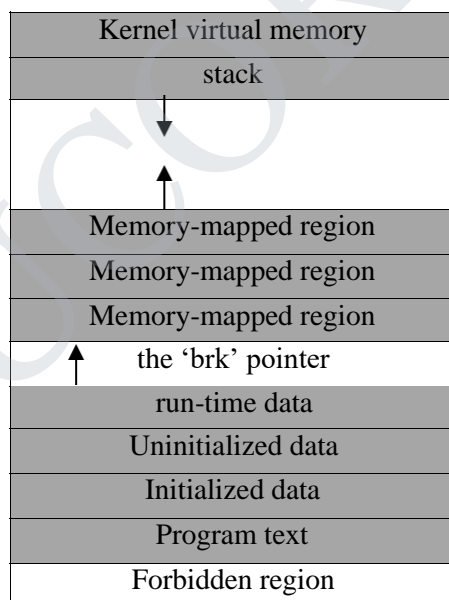 Kernel virtual memory
stack
Memory-mapped region
Memory-mapped region
Memory-mapped region
the ‘brk’ pointer
run-time data
Uninitialized data
Initialized data
Program text
Forbidden region